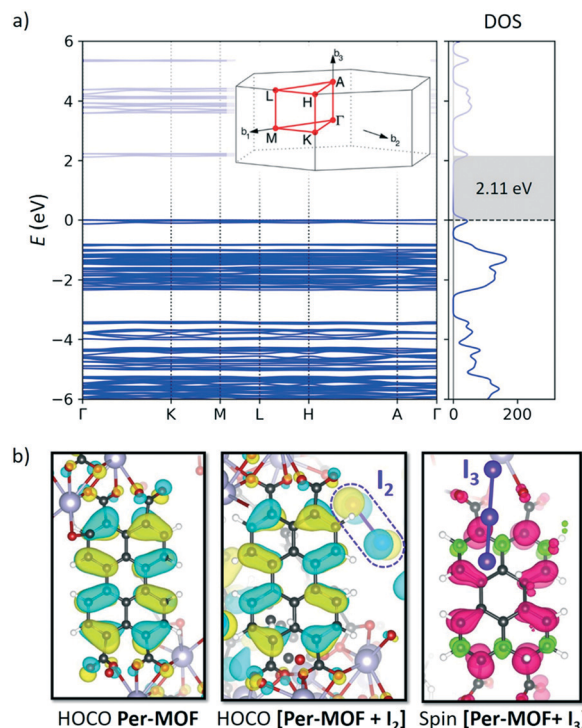 a)
DOS
6
4
2
0
−2
−4
−6
E (eV)
b₃
L
A
H
Γ
b₁
M
K
b₂
2.11 eV
Γ
K
M
L
H
A
Γ
0
200
b)
I₂
I₃
HOCO Per-MOF
HOCO [Per-MOF + I₂]
Spin [Per-MOF+ I₃